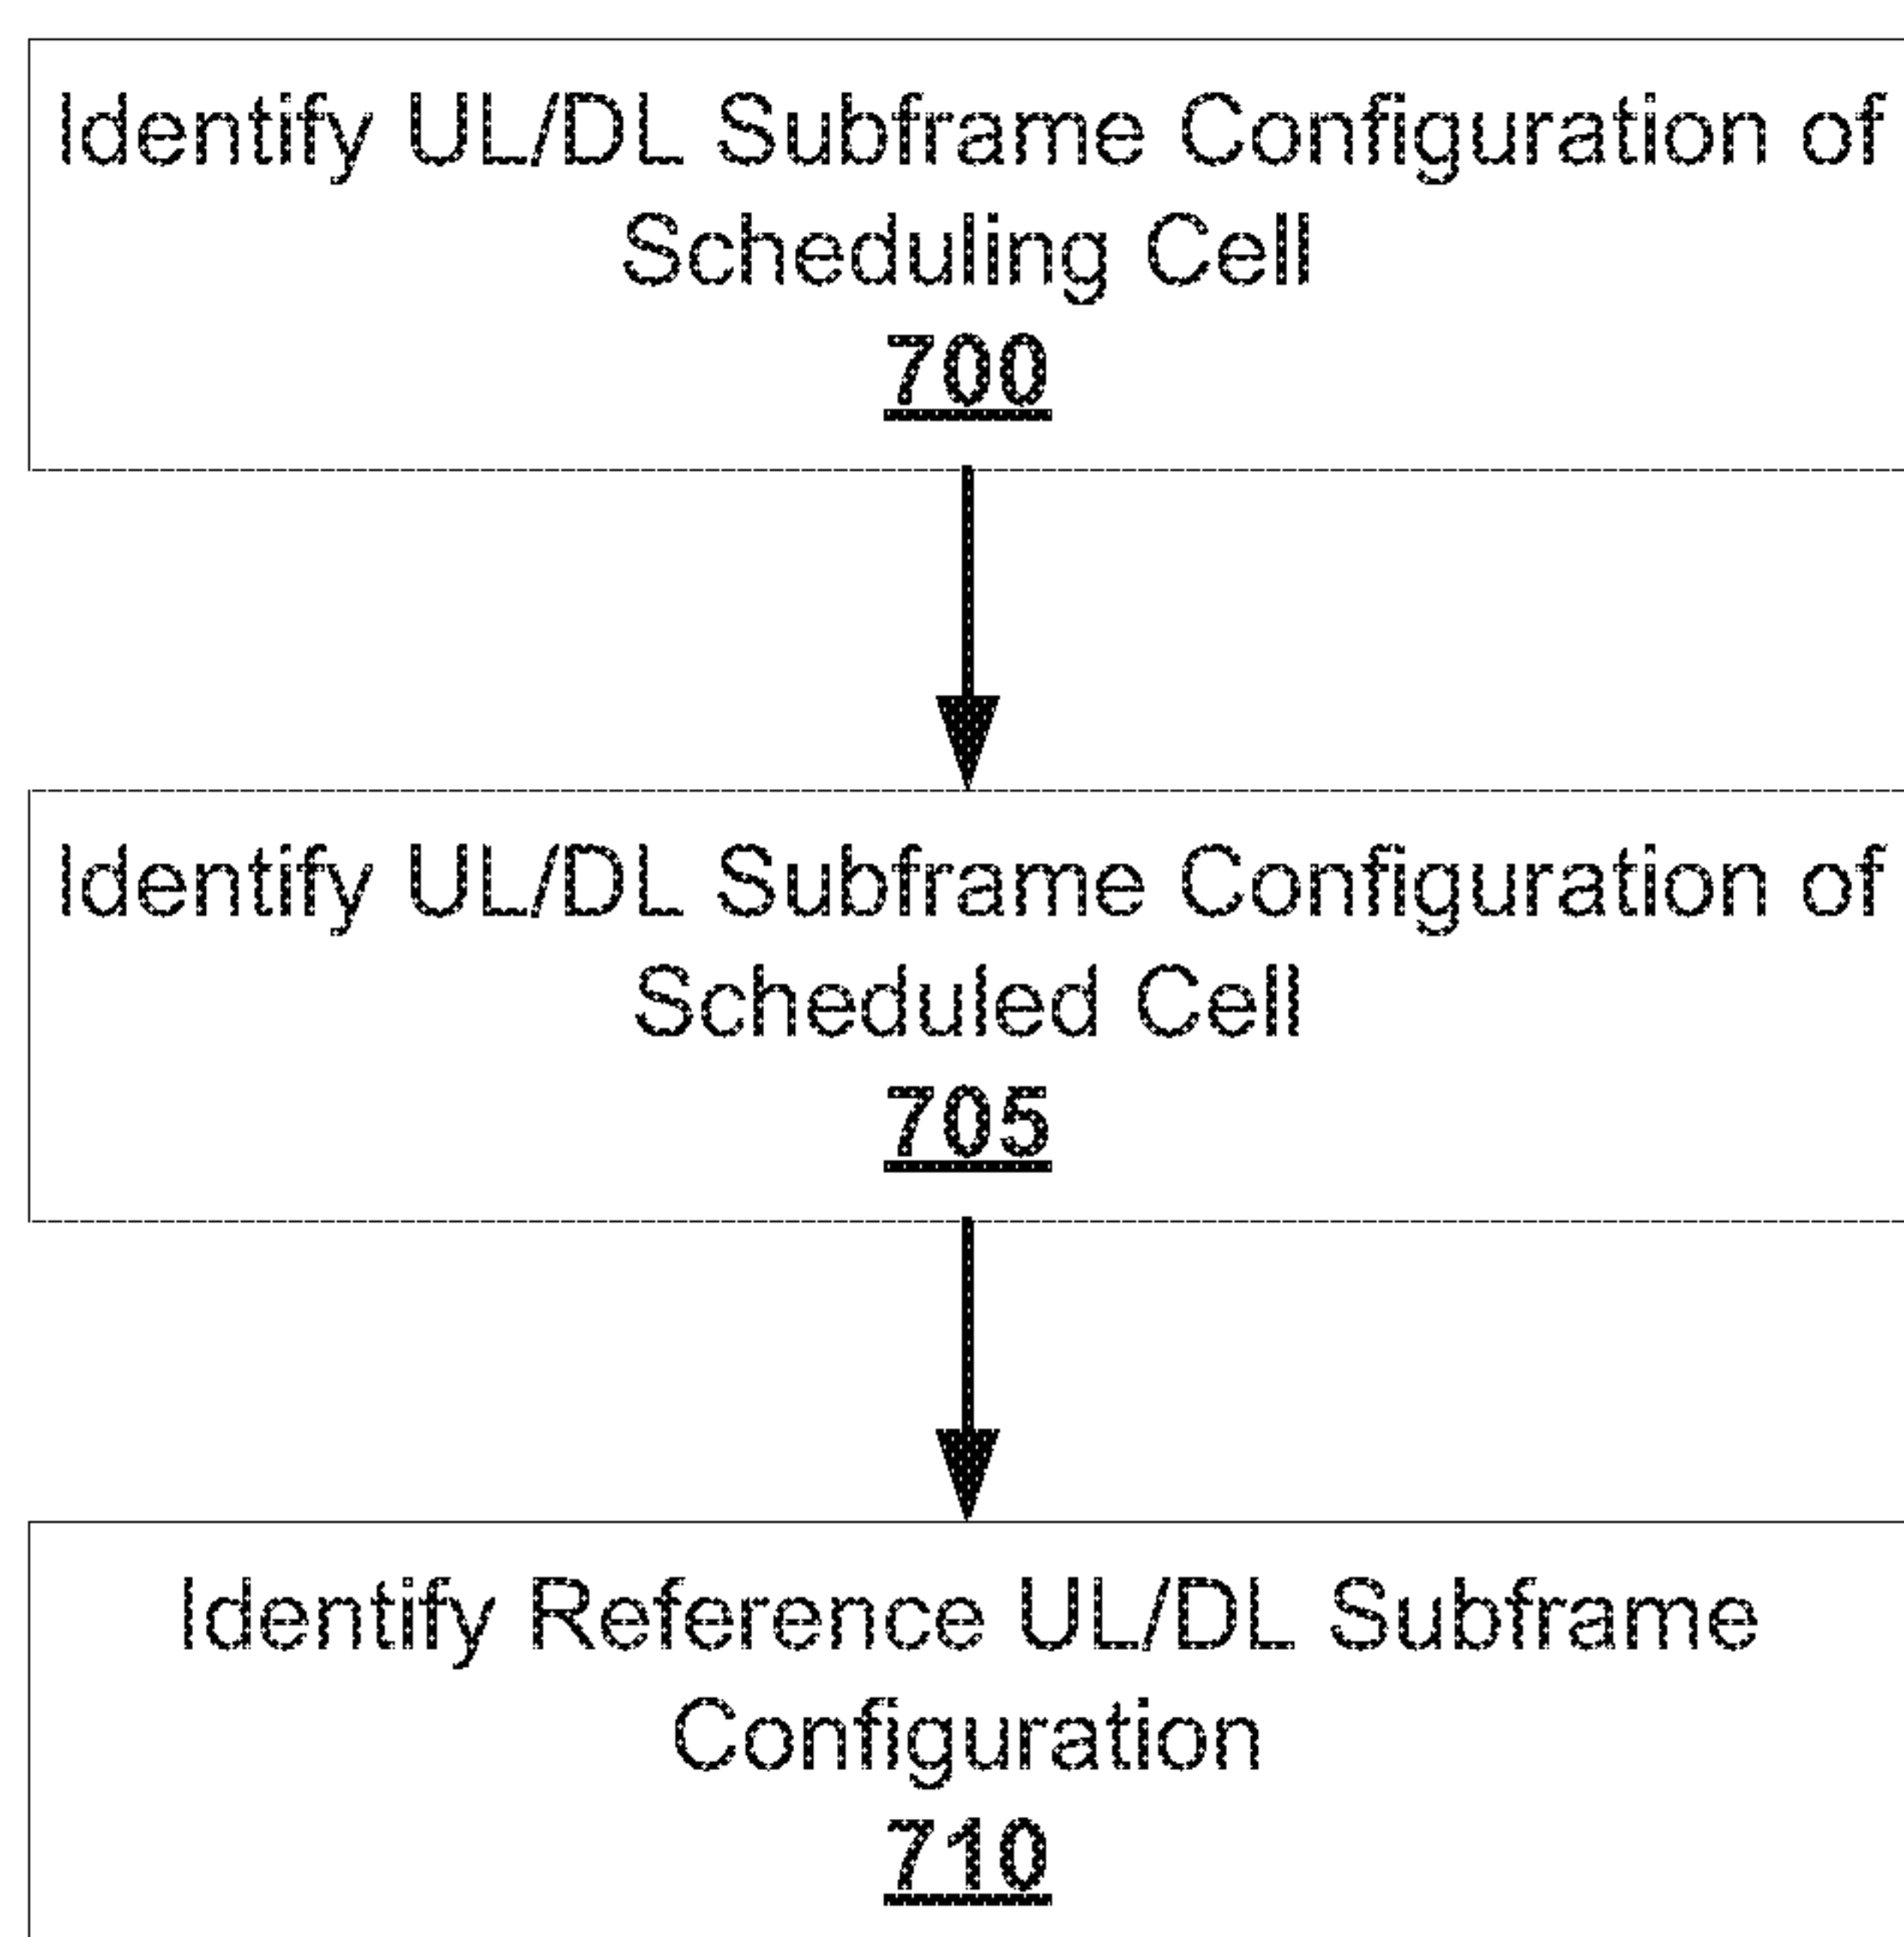 Identify UL/DL Subframe Configuration of
Scheduling Cell
700
Identify UL/DL Subframe Configuration of
Scheduled Cell
705
Identify Reference UL/DL Subframe
Configuration
710